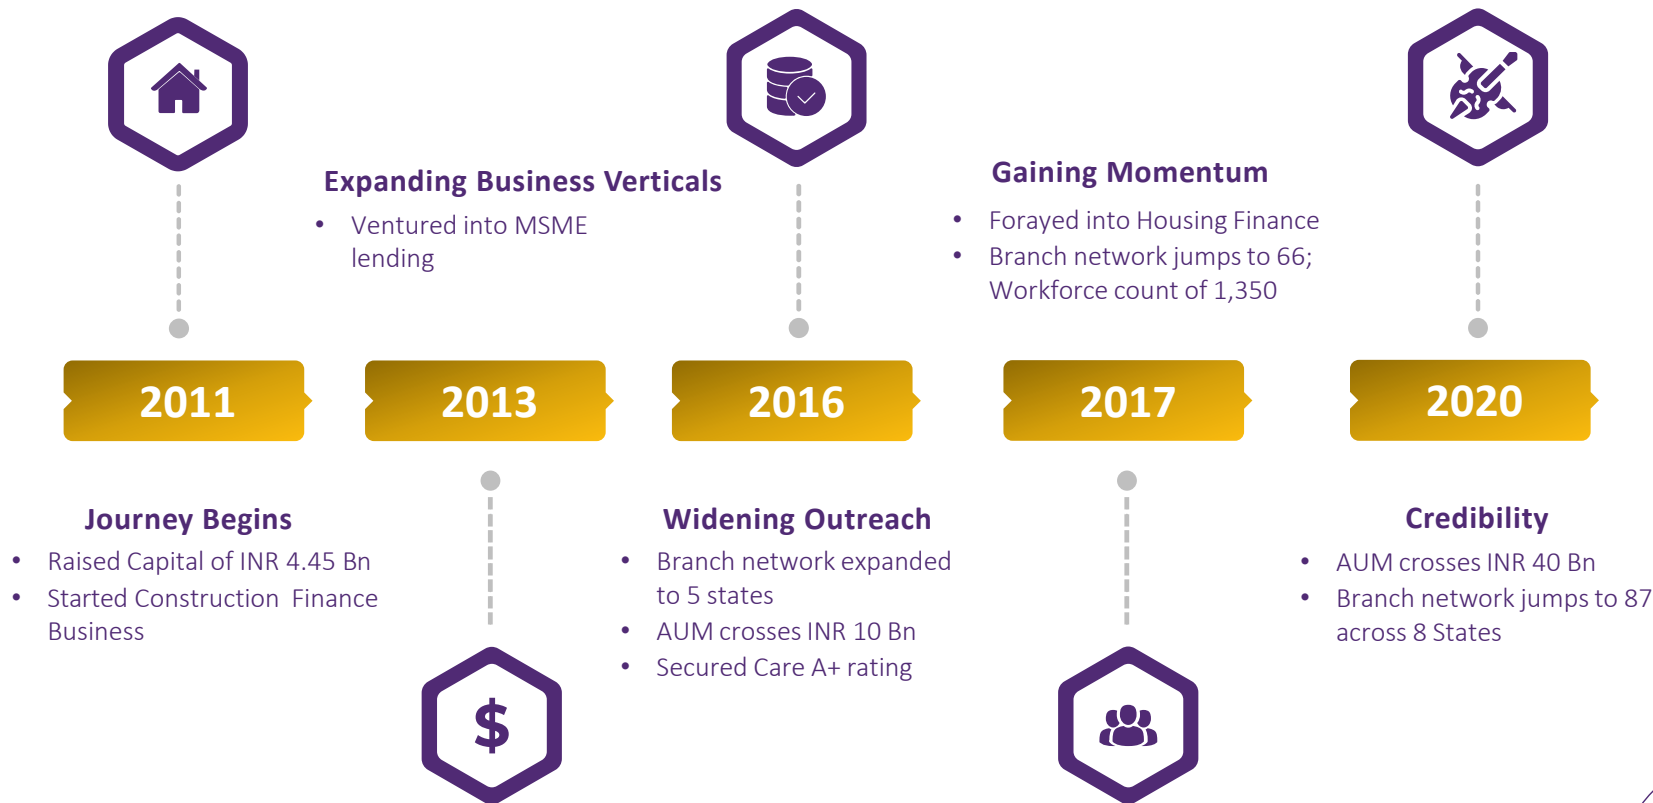 Expanding Business Verticals
• Ventured into MSME
lending
Gaining Momentum
• Forayed into Housing Finance
• Branch network jumps to 66;
Workforce count of 1,350
2011
2013
2016
2017
2020
Journey Begins
• Raised Capital of INR 4.45 Bn
• Started Construction Finance
Business
Widening Outreach
• Branch network expanded
to 5 states
• AUM crosses INR 10 Bn
• Secured Care A+ rating
Credibility
• AUM crosses INR 40 Bn
• Branch network jumps to 87
across 8 States
$